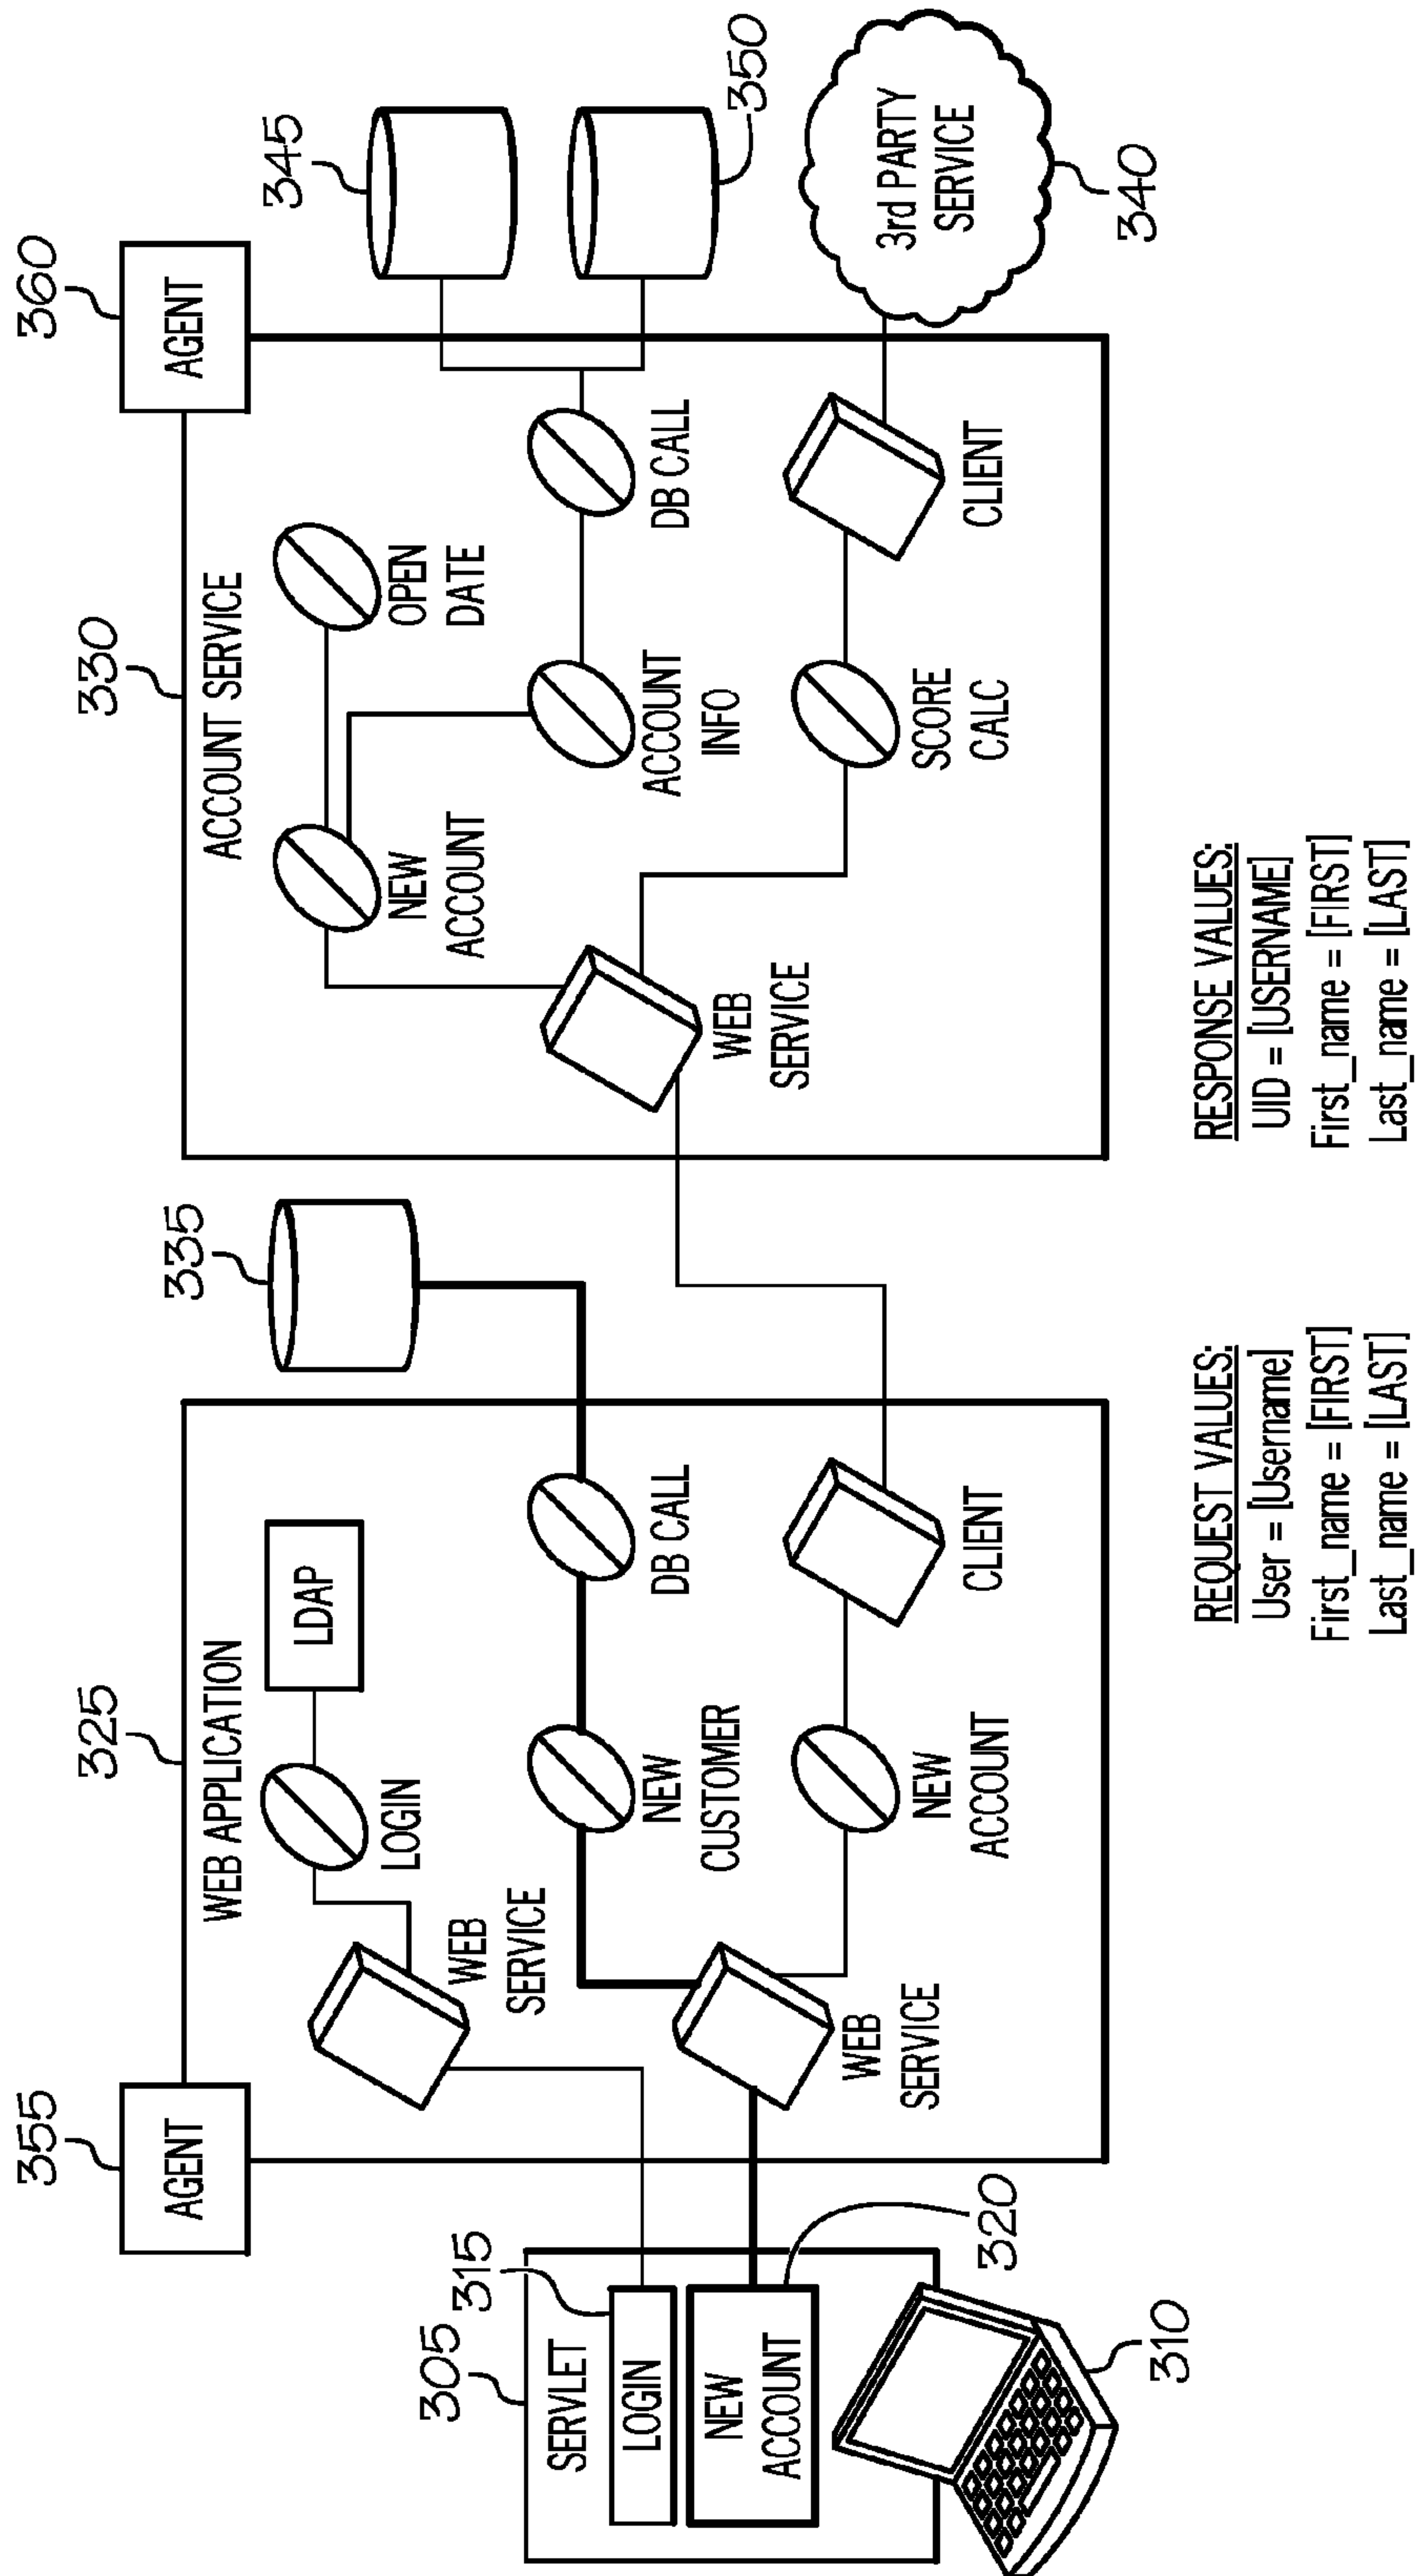 355
AGENT
325
WEB APPLICATION
LOGIN
LDAP
WEB
SERVICE
335
330
ACCOUNT SERVICE
360
AGENT
NEW
ACCOUNT
OPEN
DATE
345
305
SERVLET
315
LOGIN
NEW
ACCOUNT
320
310
WEB
SERVICE
NEW
CUSTOMER
DB CALL
NEW
ACCOUNT
CLIENT
WEB
SERVICE
ACCOUNT
INFO
DB CALL
350
SCORE
CALC
CLIENT
3rd PARTY
SERVICE
340
REQUEST VALUES:
User = [Username]
First_name = [FIRST]
Last_name = [LAST]
RESPONSE VALUES:
UID = [USERNAME]
First_name = [FIRST]
Last_name = [LAST]